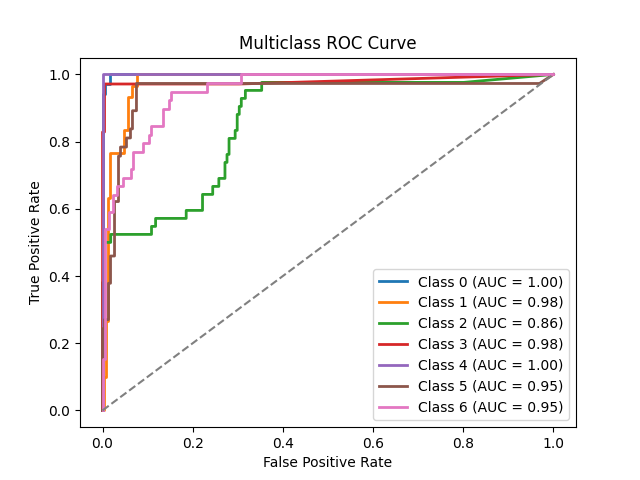 Multiclass ROC Curve
True Positive Rate
1.0
0.8
0.6
0.4
0.2
0.0
Class 0 (AUC = 1.00)
Class 1 (AUC = 0.98)
Class 2 (AUC = 0.86)
Class 3 (AUC = 0.98)
Class 4 (AUC = 1.00)
Class 5 (AUC = 0.95)
Class 6 (AUC = 0.95)
0.0 0.2 0.4 0.6 0.8 1.0
False Positive Rate